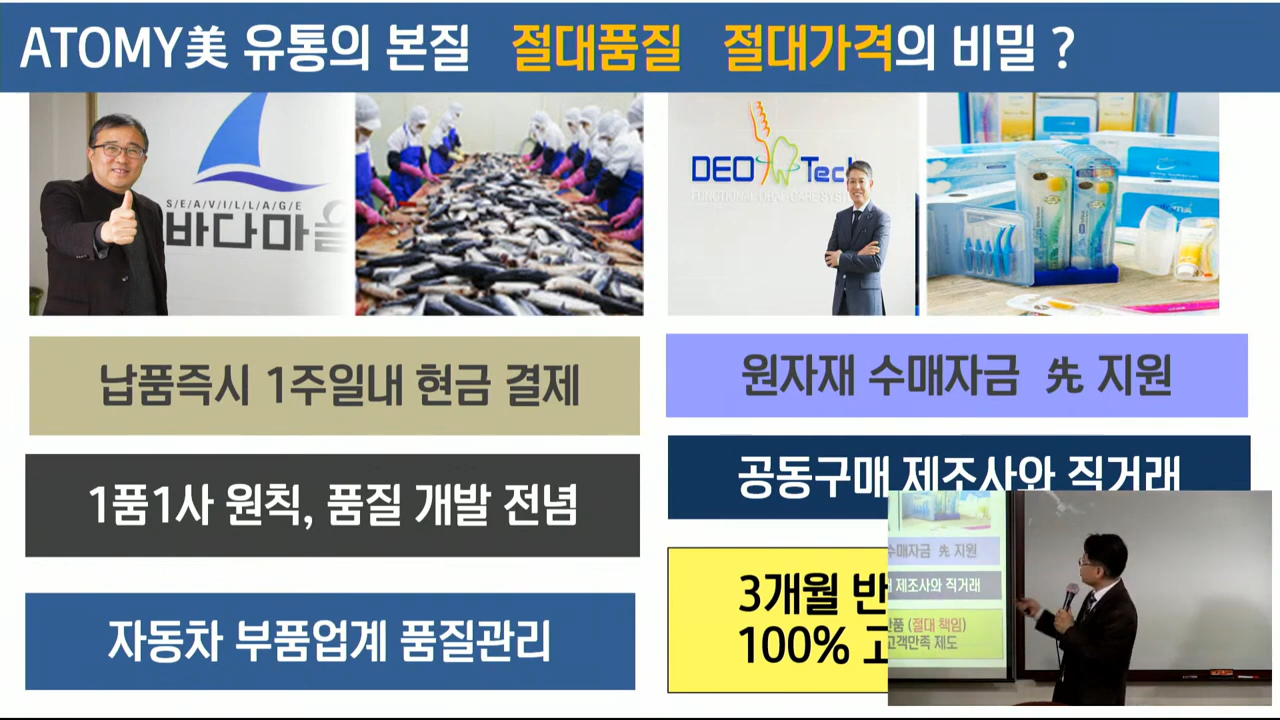 ATOMY美 유통의 본질 절대품질 절대가격의 비밀 ?
S/E/A/V/I/L/L/A/G/E
바다마을
DEO Tech
FUNCTIONAL ORAL CARE SYSTEM
납품즉시 1주일내 현금 결제
1품1사 원칙, 품질 개발 전념
자동차 부품업계 품질관리
원자재 수매자금 先 지원
공동구매 제조사와 직거래
3개월 반
100% 고
수매자금 先 지원
제조사와 직거래
반품 (절대 책임)
고객만족 제도